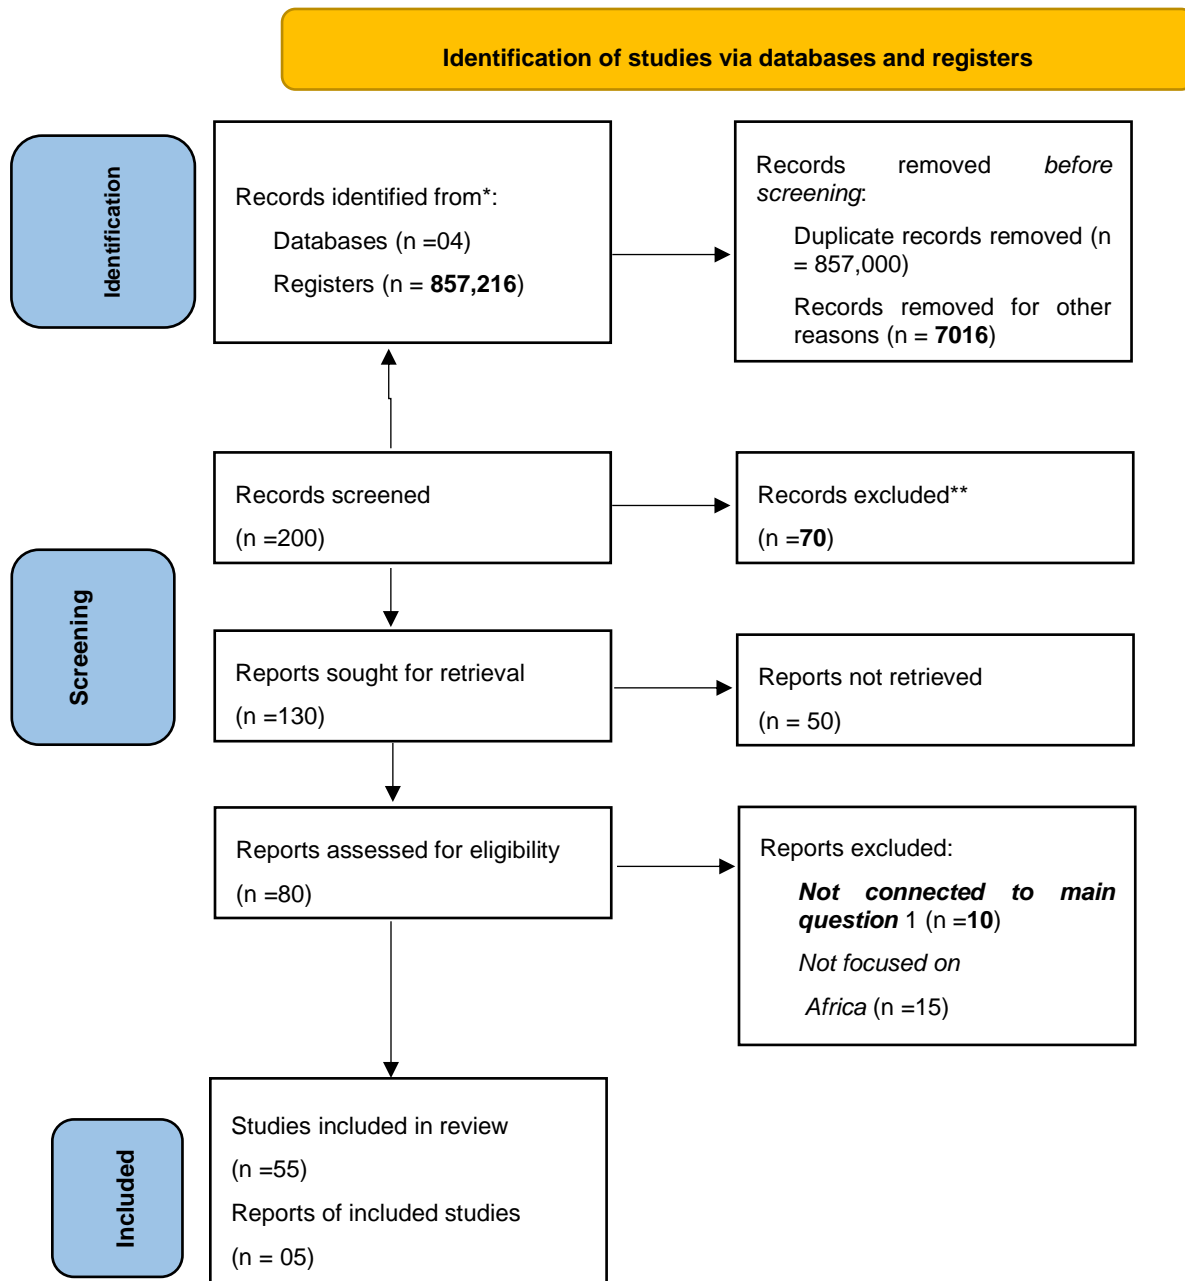 Identification of studies via databases and registers
Identification
Records identified from*:
Databases (n =04)
Registers (n = 857,216)
Records removed before
screening:
Duplicate records removed (n
= 857,000)
Records removed for other
reasons (n = 7016)
Screening
Records screened
(n =200)
Records excluded**
(n =70)
Reports sought for retrieval
(n =130)
Reports not retrieved
(n = 50)
Reports assessed for eligibility
(n =80)
Reports excluded:
Not connected to main
question 1 (n =10)
Not focused on
Africa (n =15)
Included
Studies included in review
(n =55)
Reports of included studies
(n = 05)